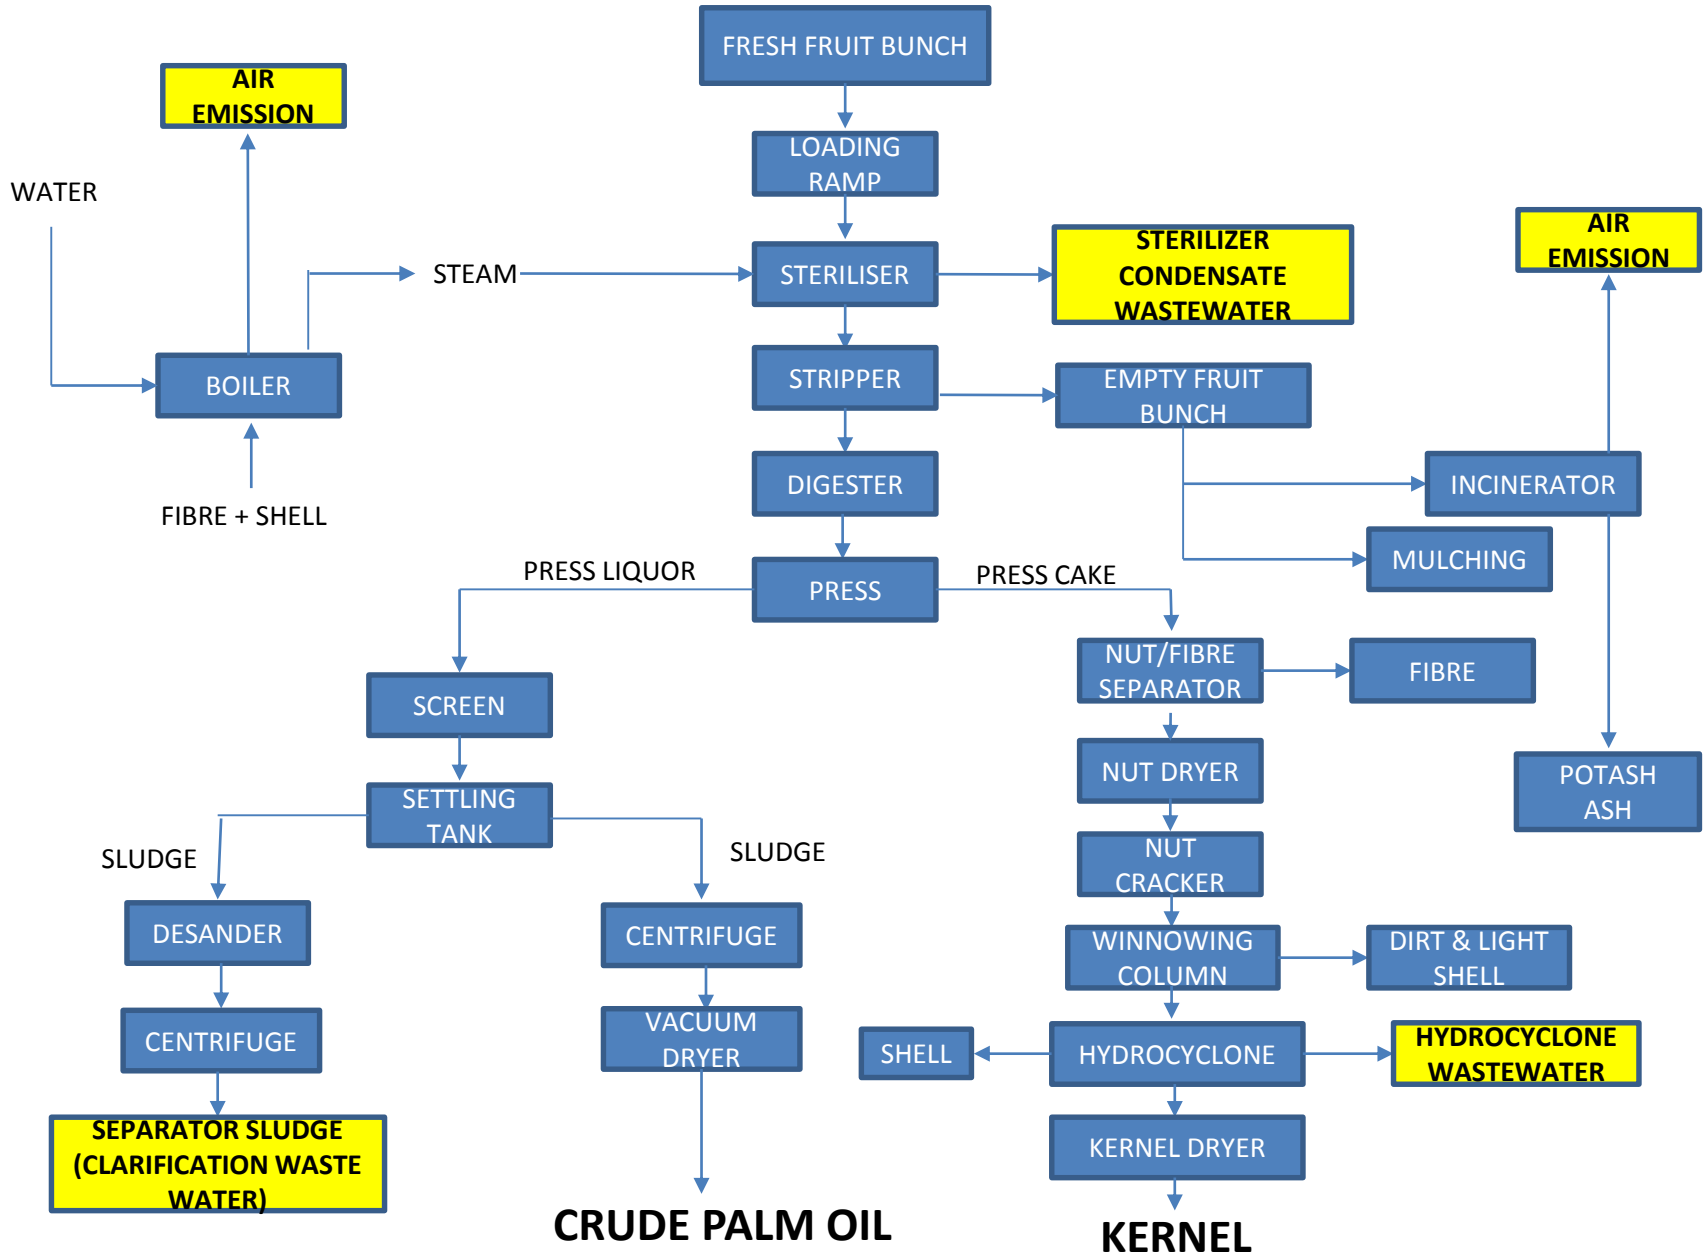 FRESH FRUIT BUNCH
AIR
EMISSION
LOADING
RAMP
WATER
AIR
EMISSION
STERILIZER
CONDENSATE
WASTEWATER
STEAM
STERILISER
BOILER
STRIPPER
EMPTY FRUIT
BUNCH
DIGESTER
INCINERATOR
FIBRE + SHELL
MULCHING
PRESS LIQUOR
PRESS
PRESS CAKE
NUT/FIBRE
SEPARATOR
FIBRE
SCREEN
NUT DRYER
POTASH
ASH
SETTLING
TANK
SLUDGE
SLUDGE
NUT
CRACKER
DESANDER
CENTRIFUGE
WINNOWING
COLUMN
DIRT & LIGHT
SHELL
CENTRIFUGE
VACUUM
DRYER
SHELL
HYDROCYCLONE
HYDROCYCLONE
WASTEWATER
SEPARATOR SLUDGE
(CLARIFICATION WASTE
WATER)
KERNEL DRYER
CRUDE PALM OIL
KERNEL